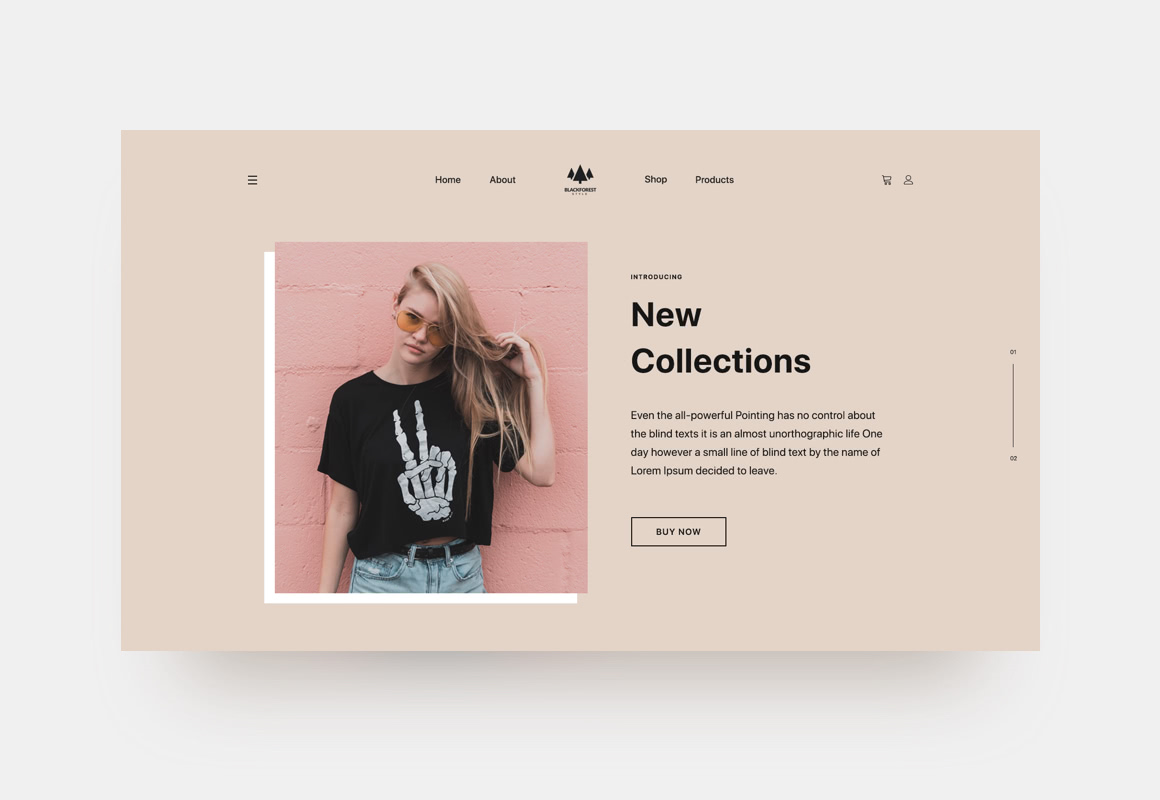 Home
About
BLACKFOREST
STYLE
Shop
Products
INTRODUCING
New
Collections
Even the all-powerful Pointing has no control about
the blind texts it is an almost unorthographic life One
day however a small line of blind text by the name of
Lorem Ipsum decided to leave.
BUY NOW
01
02